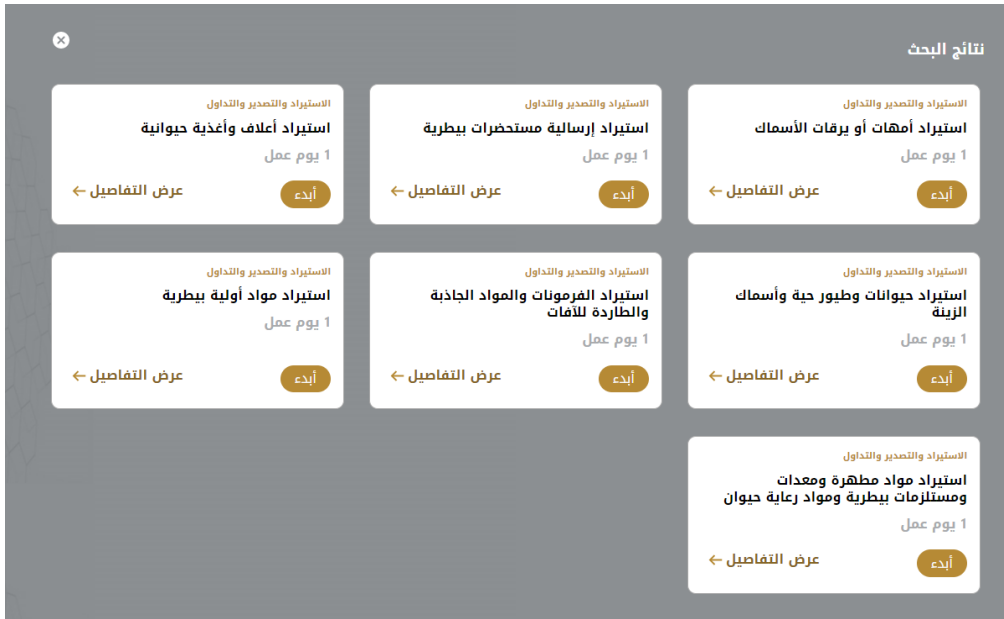 نتائج البحث
الاستيراد والتصدير والتداول
استيراد أمهات أو يرقات الأسماك
1 يوم عمل
أبدء
عرض التفاصيل
الاستيراد والتصدير والتداول
استيراد إرسالية مستحضرات بيطرية
1 يوم عمل
أبدء
عرض التفاصيل
الاستيراد والتصدير والتداول
استيراد أعلاف وأغذية حيوانية
1 يوم عمل
أبدء
عرض التفاصيل
الاستيراد والتصدير والتداول
استيراد حيوانات وطيور حية وأسماك
الزينة
1 يوم عمل
أبدء
عرض التفاصيل
الاستيراد والتصدير والتداول
استيراد الفرمونات والمواد الجاذبة
والطاردة للآفات
1 يوم عمل
أبدء
عرض التفاصيل
الاستيراد والتصدير والتداول
استيراد مواد أولية بيطرية
1 يوم عمل
أبدء
عرض التفاصيل
الاستيراد والتصدير والتداول
استيراد مواد مطهرة ومعدات
ومستلزمات بيطرية ومواد رعاية حيوان
1 يوم عمل
أبدء
عرض التفاصيل